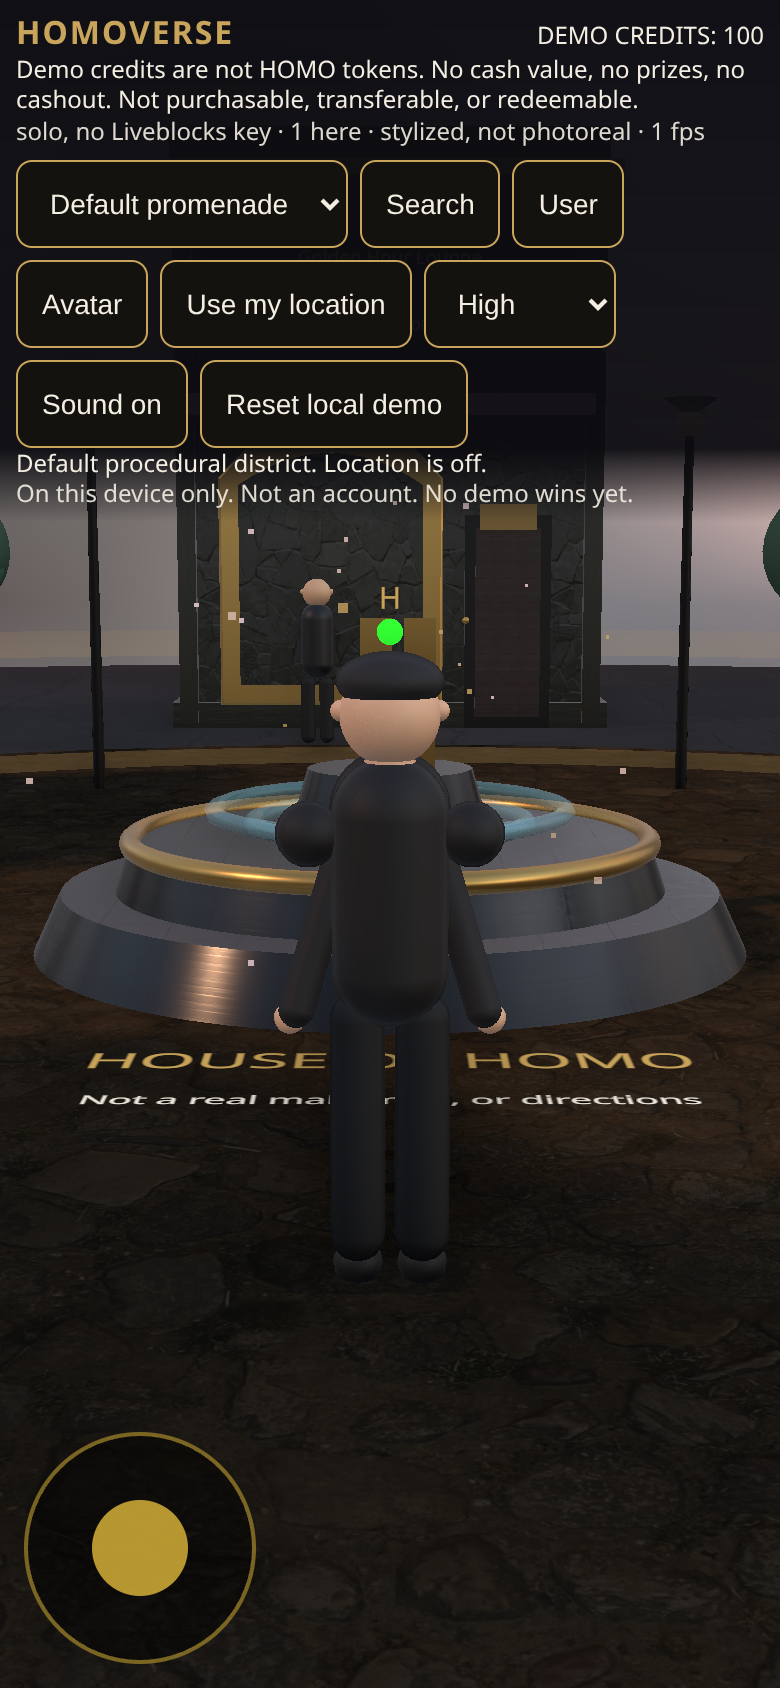 HOMOVERSE
DEMO CREDITS: 100
Demo credits are not HOMO tokens. No cash value, no prizes, no
cashout. Not purchasable, transferable, or redeemable.
solo, no Liveblocks key · 1 here · stylized, not photoreal · 1 fps
Default promenade
Search
User
Avatar
Use my location
High
Sound on
Reset local demo
Default procedural district. Location is off.
On this device only. Not an account. No demo wins yet.
H
HOUSE HOMO
Not a real , or directions